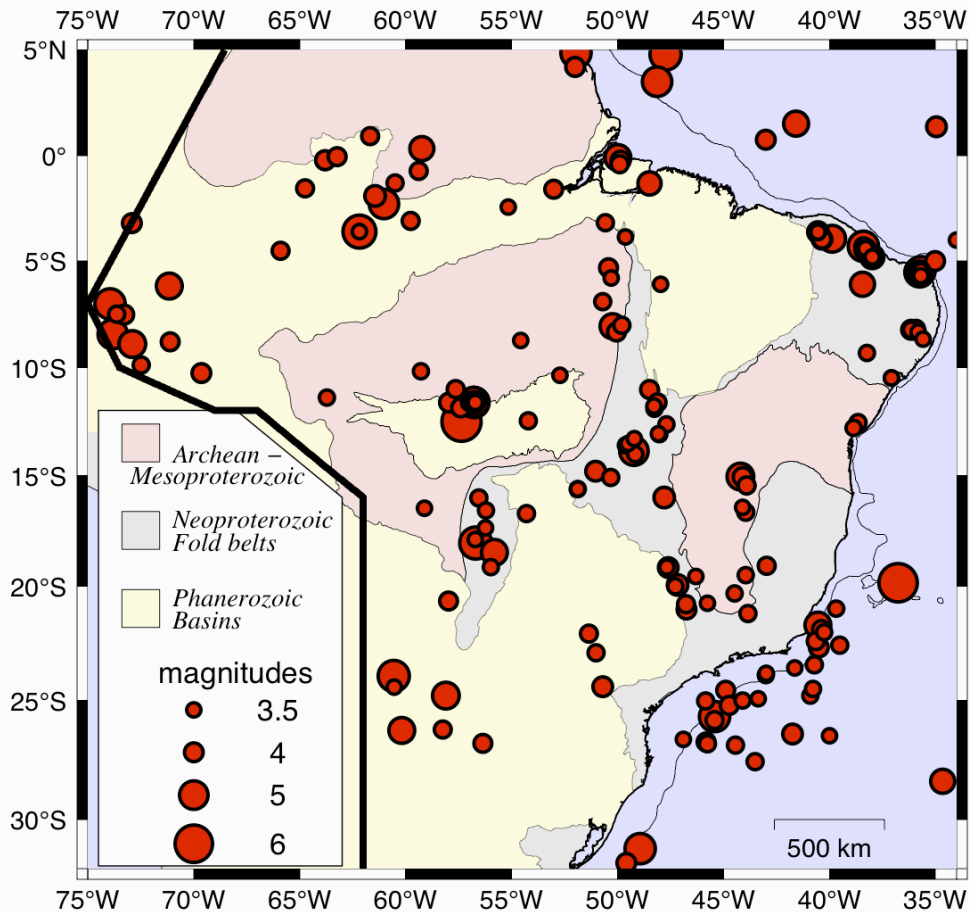 75°W 70°W 65°W 60°W 55°W 50°W 45°W 40°W 35°W
5°N
0°
5°S
10°S
15°S
20°S
25°S
30°S
Archean –
Mesoproterozoic
Neoproterozoic
Fold belts
Phanerozoic
Basins
magnitudes
3.5
4
5
6
500 km
75°W 70°W 65°W 60°W 55°W 50°W 45°W 40°W 35°W